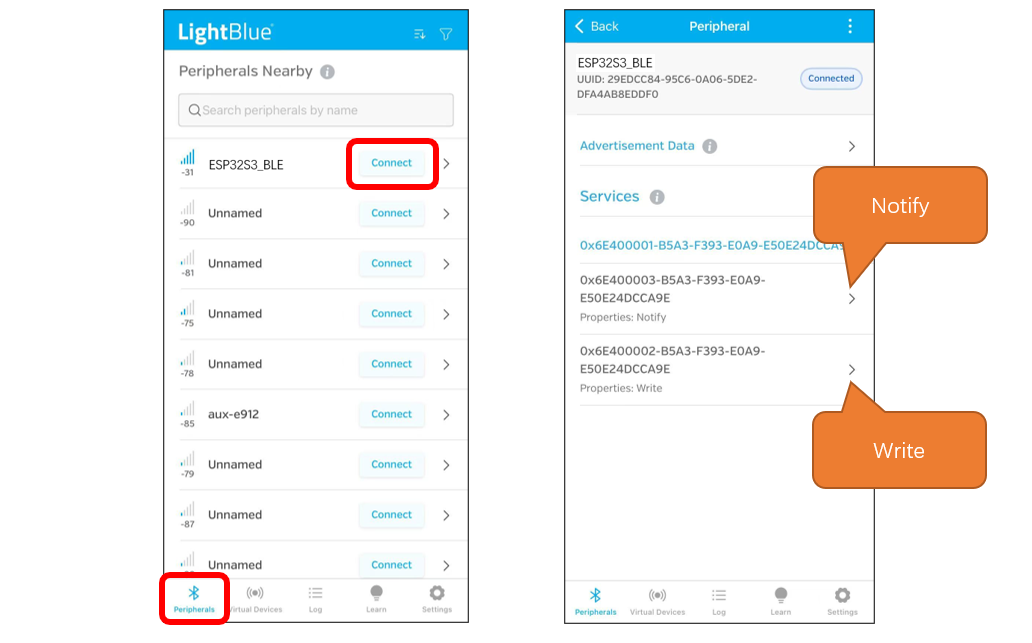 LightBlue
Peripherals Nearby
Search peripherals by name
-31
ESP32S3_BLE
Connect
-90
Unnamed
Connect
-81
Unnamed
Connect
-75
Unnamed
Connect
-78
Unnamed
Connect
-85
aux-e912
Connect
-79
Unnamed
Connect
-87
Unnamed
Connect
Unnamed
Connect
Peripherals
Virtual Devices
Log
Learn
Settings
Back
Peripheral
ESP32S3_BLE
UUID: 29EDCC84-95C6-0A06-5DE2-
DFA4AB8EDDF0
Connected
Advertisement Data
Services
0x6E400001-B5A3-F393-E0A9-E50E24DCCA9
0x6E400003-B5A3-F393-E0A9-
E50E24DCCA9E
Properties: Notify
0x6E400002-B5A3-F393-E0A9-
E50E24DCCA9E
Properties: Write
Notify
Write
Peripherals
Virtual Devices
Log
Learn
Settings